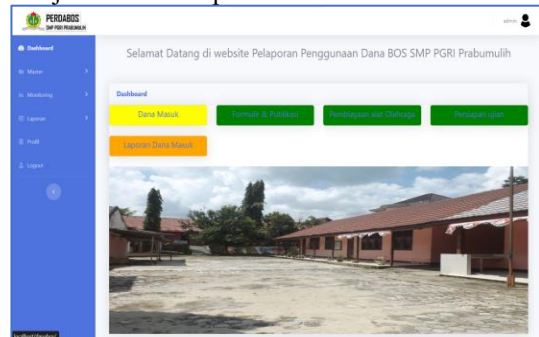 PERDABOS
SMP PGRI PRABUMULIH
admin
Dashboard
Master
Monitoring
Laporan
Profil
Logout
Selamat Datang di website Pelaporan Penggunaan Dana BOS SMP PGRI Prabumulih
Dashboard
Dana Masuk
Formulir & Publikasi
Pembiayaan alat Olahraga
Persiapan ujian
Laporan Dana Masuk